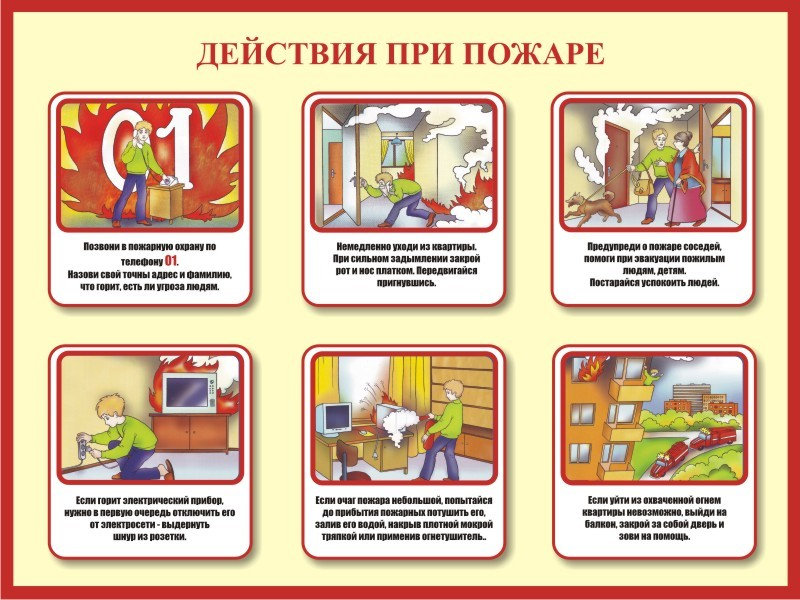 ДЕЙСТВИЯ ПРИ ПОЖАРЕ
01
Позвони в пожарную охрану по
телефону 01.
Назови свой точны адрес и фамилию,
что горит, есть ли угроза людям.
Немедленно уходи из квартиры.
При сильном задымлении закрой
рот и нос платком. Передвигайся
пригнувшись.
Предупреди о пожаре соседей,
помоги при эвакуации пожилым
людям, детям.
Постарайся успокоить людей.
Если горит электрический прибор,
нужно в первую очередь отключить его
от электросети - выдернуть
шнур из розетки.
Если очаг пожара небольшой, попытайся
до прибытия пожарных потушить его,
залив его водой, накрыв плотной мокрой
тряпкой или применив огнетушитель..
Если уйти из охваченной огнем
квартиры невозможно, выйди на
балкон, закрой за собой дверь и
зови на помощь.